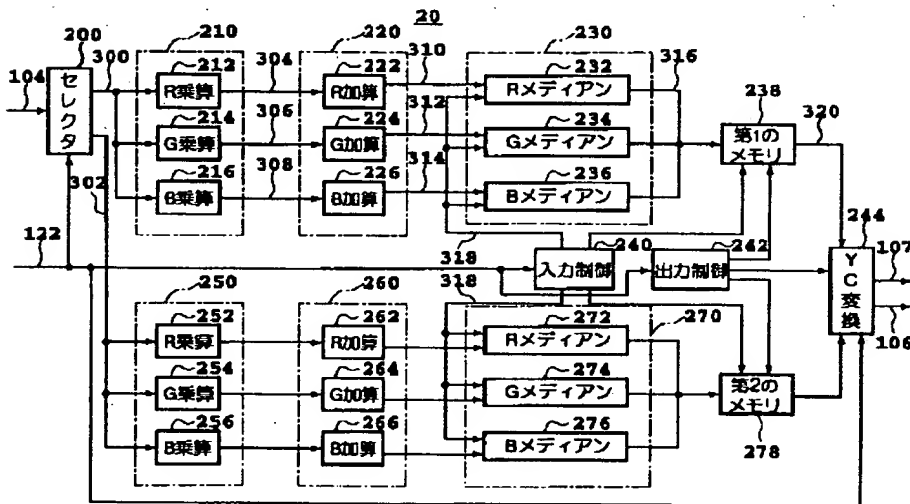 20
200
210
220
230
300
212
304
222
310
232
316
104
セレクタ
R乗算
R加算
Rメディアン
238
214
306
224
312
234
320
G乗算
G加算
Gメディアン
第1の
メモリ
216
308
226
314
236
302
B乗算
B加算
Bメディアン
244
122
318
240
242
107
入力制御
出力制御
YC変換
250
260
318
106
252
262
272
270
R乗算
R加算
Rメディアン
254
264
274
G乗算
G加算
Gメディアン
第2の
メモリ
256
266
276
278
B乗算
B加算
Bメディアン